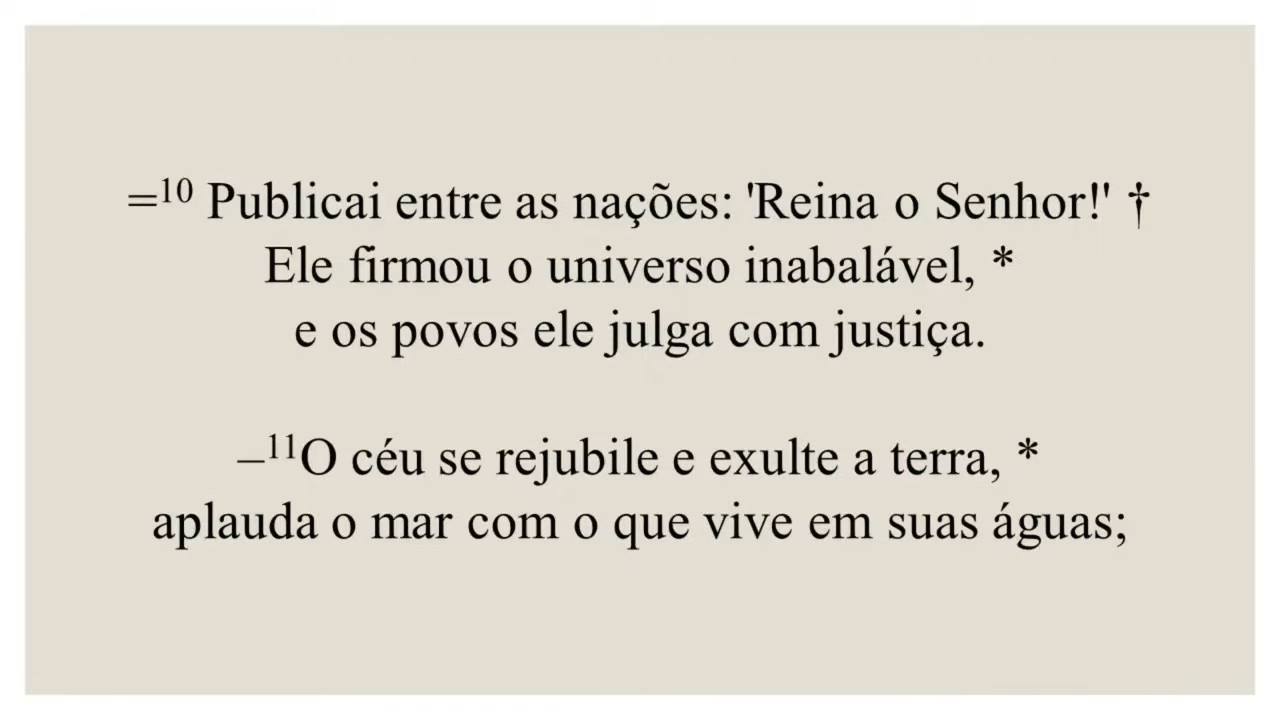 =¹⁰ Publicai entre as nações: 'Reina o Senhor!' †
Ele firmou o universo inabalável, *
e os povos ele julga com justiça.
–¹¹O céu se rejubile e exulte a terra, *
aplauda o mar com o que vive em suas águas;